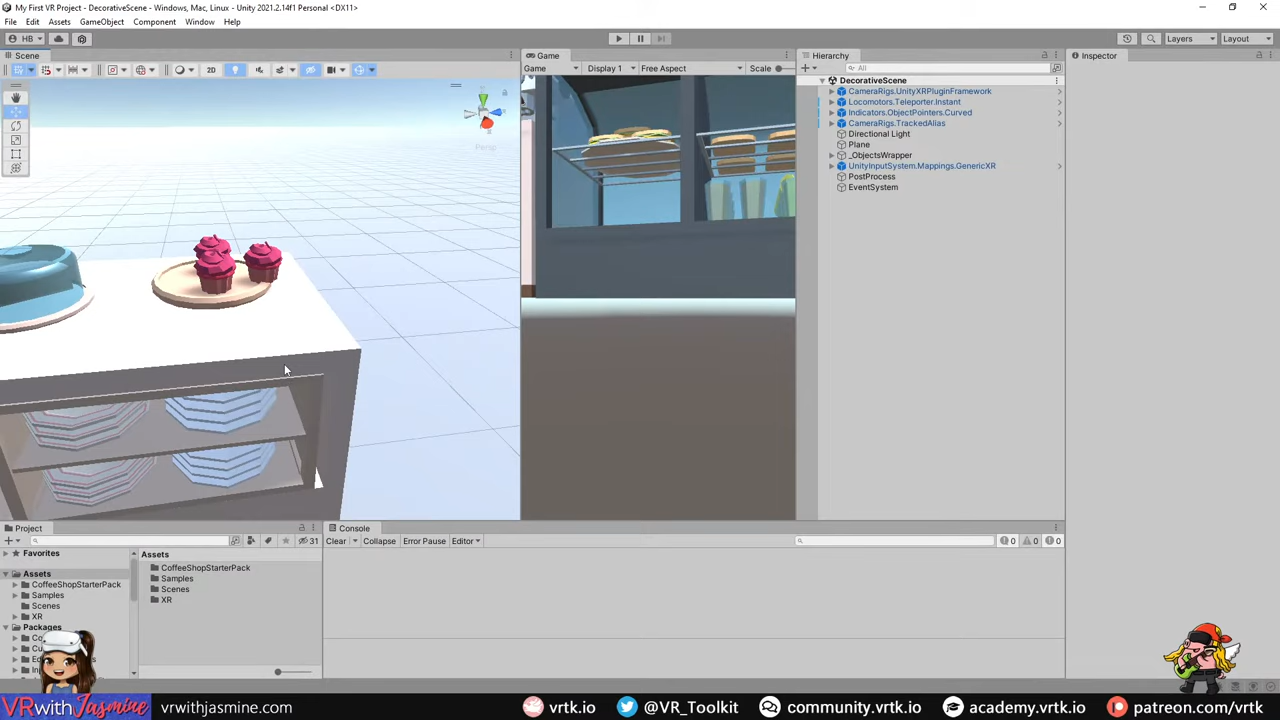 My First VR Project - DecorativeScene - Windows, Mac, Linux - Unity 2021.2.14f1 Personal <DX11>
File Edit Assets GameObject Component Window Help
HB Layers Layout
Scene
2D
Persp
Game
Game Display 1 Free Aspect Scale
Hierarchy
All
DecorativeScene
CameraRigs.UnityXRPluginFramework
Locomotors.Teleporter.Instant
Indicators.ObjectPointers.Curved
CameraRigs.TrackedAlias
Directional Light
Plane
_ObjectsWrapper
UnityInputSystem.Mappings.GenericXR
PostProcess
EventSystem
Inspector
Project
31
Favorites
Assets
CoffeeShopStarterPack
Samples
Scenes
XR
Packages
Assets
CoffeeShopStarterPack
Samples
Scenes
XR
Console
Clear Collapse Error Pause Editor
0 0 0
VRwithJasmine vrwithjasmine.com vrtk.io @VR_Toolkit community.vrtk.io academy.vrtk.io patreon.com/vrtk